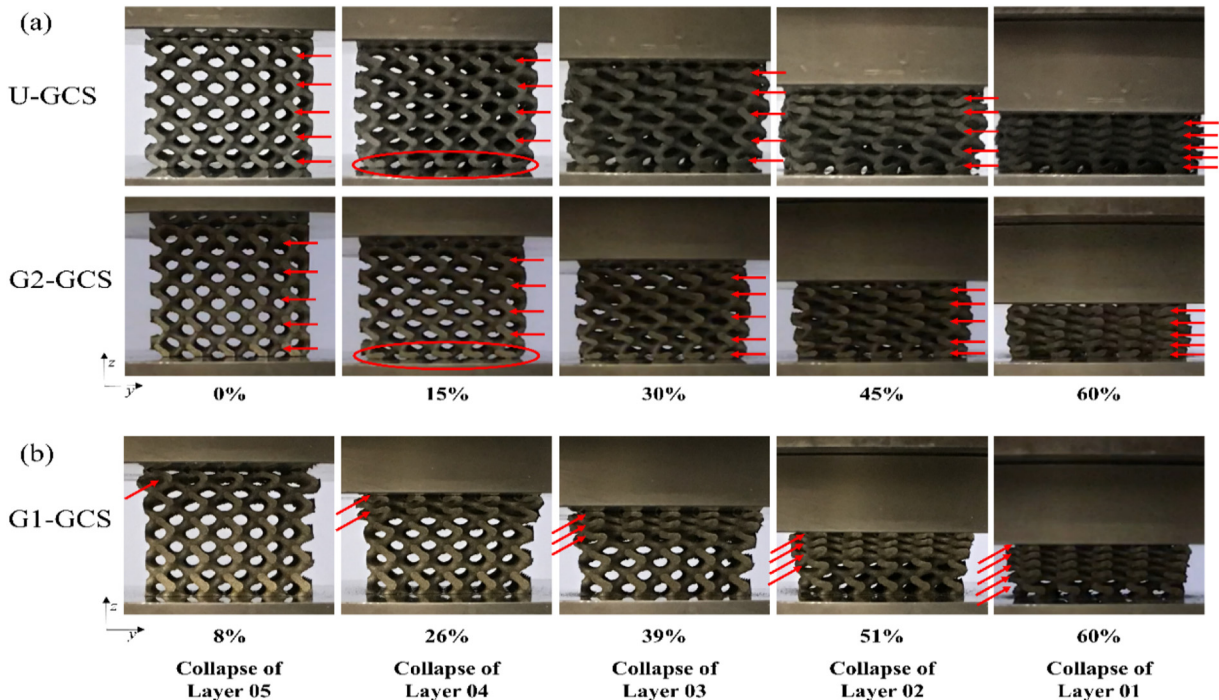 (a)
U-GCS
G2-GCS
z
y
0% 15% 30% 45% 60%
(b)
G1-GCS
z
y
8% 26% 39% 51% 60%
Collapse of Collapse of Collapse of Collapse of Collapse of
Layer 05 Layer 04 Layer 03 Layer 02 Layer 01